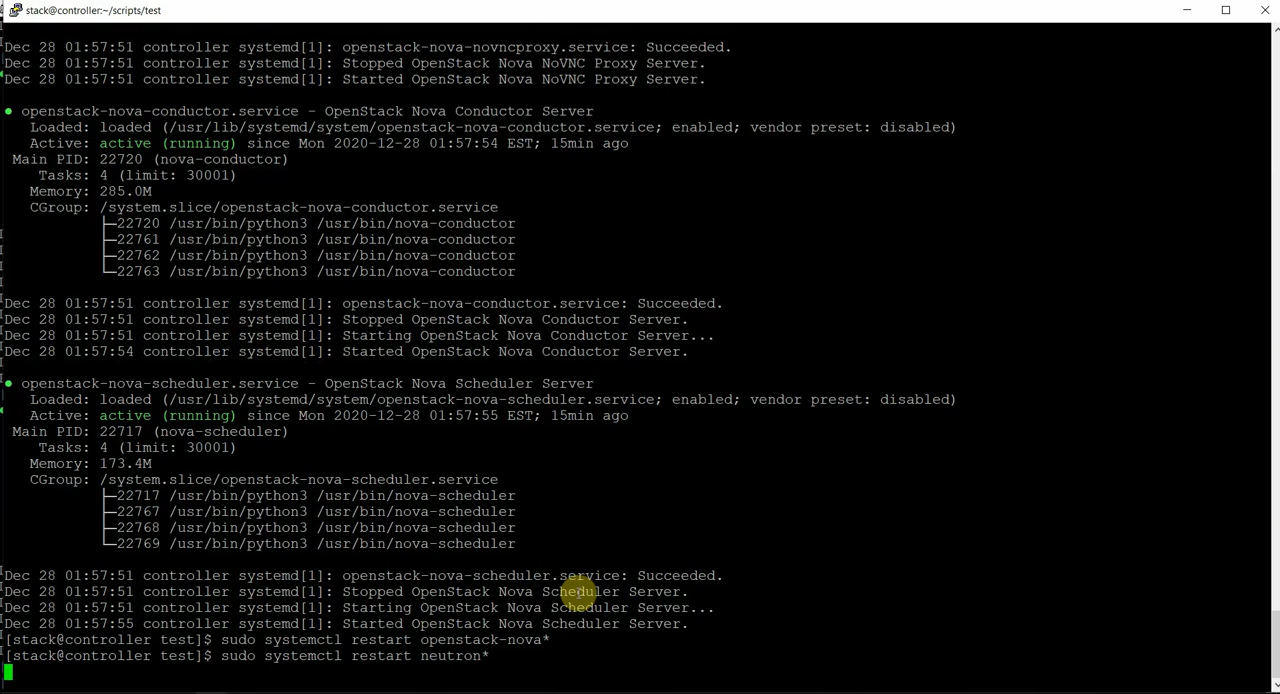 stack@controller:~/scripts/test
Dec 28 01:57:51 controller systemd[1]: openstack-nova-novncproxy.service: Succeeded.
Dec 28 01:57:51 controller systemd[1]: Stopped OpenStack Nova NoVNC Proxy Server.
Dec 28 01:57:51 controller systemd[1]: Started OpenStack Nova NoVNC Proxy Server.
● openstack-nova-conductor.service - OpenStack Nova Conductor Server
Loaded: loaded (/usr/lib/systemd/system/openstack-nova-conductor.service; enabled; vendor preset: disabled)
Active: active (running) since Mon 2020-12-28 01:57:54 EST; 15min ago
Main PID: 22720 (nova-conductor)
Tasks: 4 (limit: 30001)
Memory: 285.0M
CGroup: /system.slice/openstack-nova-conductor.service
├─22720 /usr/bin/python3 /usr/bin/nova-conductor
├─22761 /usr/bin/python3 /usr/bin/nova-conductor
├─22762 /usr/bin/python3 /usr/bin/nova-conductor
└─22763 /usr/bin/python3 /usr/bin/nova-conductor
Dec 28 01:57:51 controller systemd[1]: openstack-nova-conductor.service: Succeeded.
Dec 28 01:57:51 controller systemd[1]: Stopped OpenStack Nova Conductor Server.
Dec 28 01:57:51 controller systemd[1]: Starting OpenStack Nova Conductor Server...
Dec 28 01:57:54 controller systemd[1]: Started OpenStack Nova Conductor Server.
● openstack-nova-scheduler.service - OpenStack Nova Scheduler Server
Loaded: loaded (/usr/lib/systemd/system/openstack-nova-scheduler.service; enabled; vendor preset: disabled)
Active: active (running) since Mon 2020-12-28 01:57:55 EST; 15min ago
Main PID: 22717 (nova-scheduler)
Tasks: 4 (limit: 30001)
Memory: 173.4M
CGroup: /system.slice/openstack-nova-scheduler.service
├─22717 /usr/bin/python3 /usr/bin/nova-scheduler
├─22767 /usr/bin/python3 /usr/bin/nova-scheduler
├─22768 /usr/bin/python3 /usr/bin/nova-scheduler
└─22769 /usr/bin/python3 /usr/bin/nova-scheduler
Dec 28 01:57:51 controller systemd[1]: openstack-nova-scheduler.service: Succeeded.
Dec 28 01:57:51 controller systemd[1]: Stopped OpenStack Nova Scheduler Server.
Dec 28 01:57:51 controller systemd[1]: Starting OpenStack Nova Scheduler Server...
Dec 28 01:57:55 controller systemd[1]: Started OpenStack Nova Scheduler Server.
[stack@controller test]$ sudo systemctl restart openstack-nova*
[stack@controller test]$ sudo systemctl restart neutron*